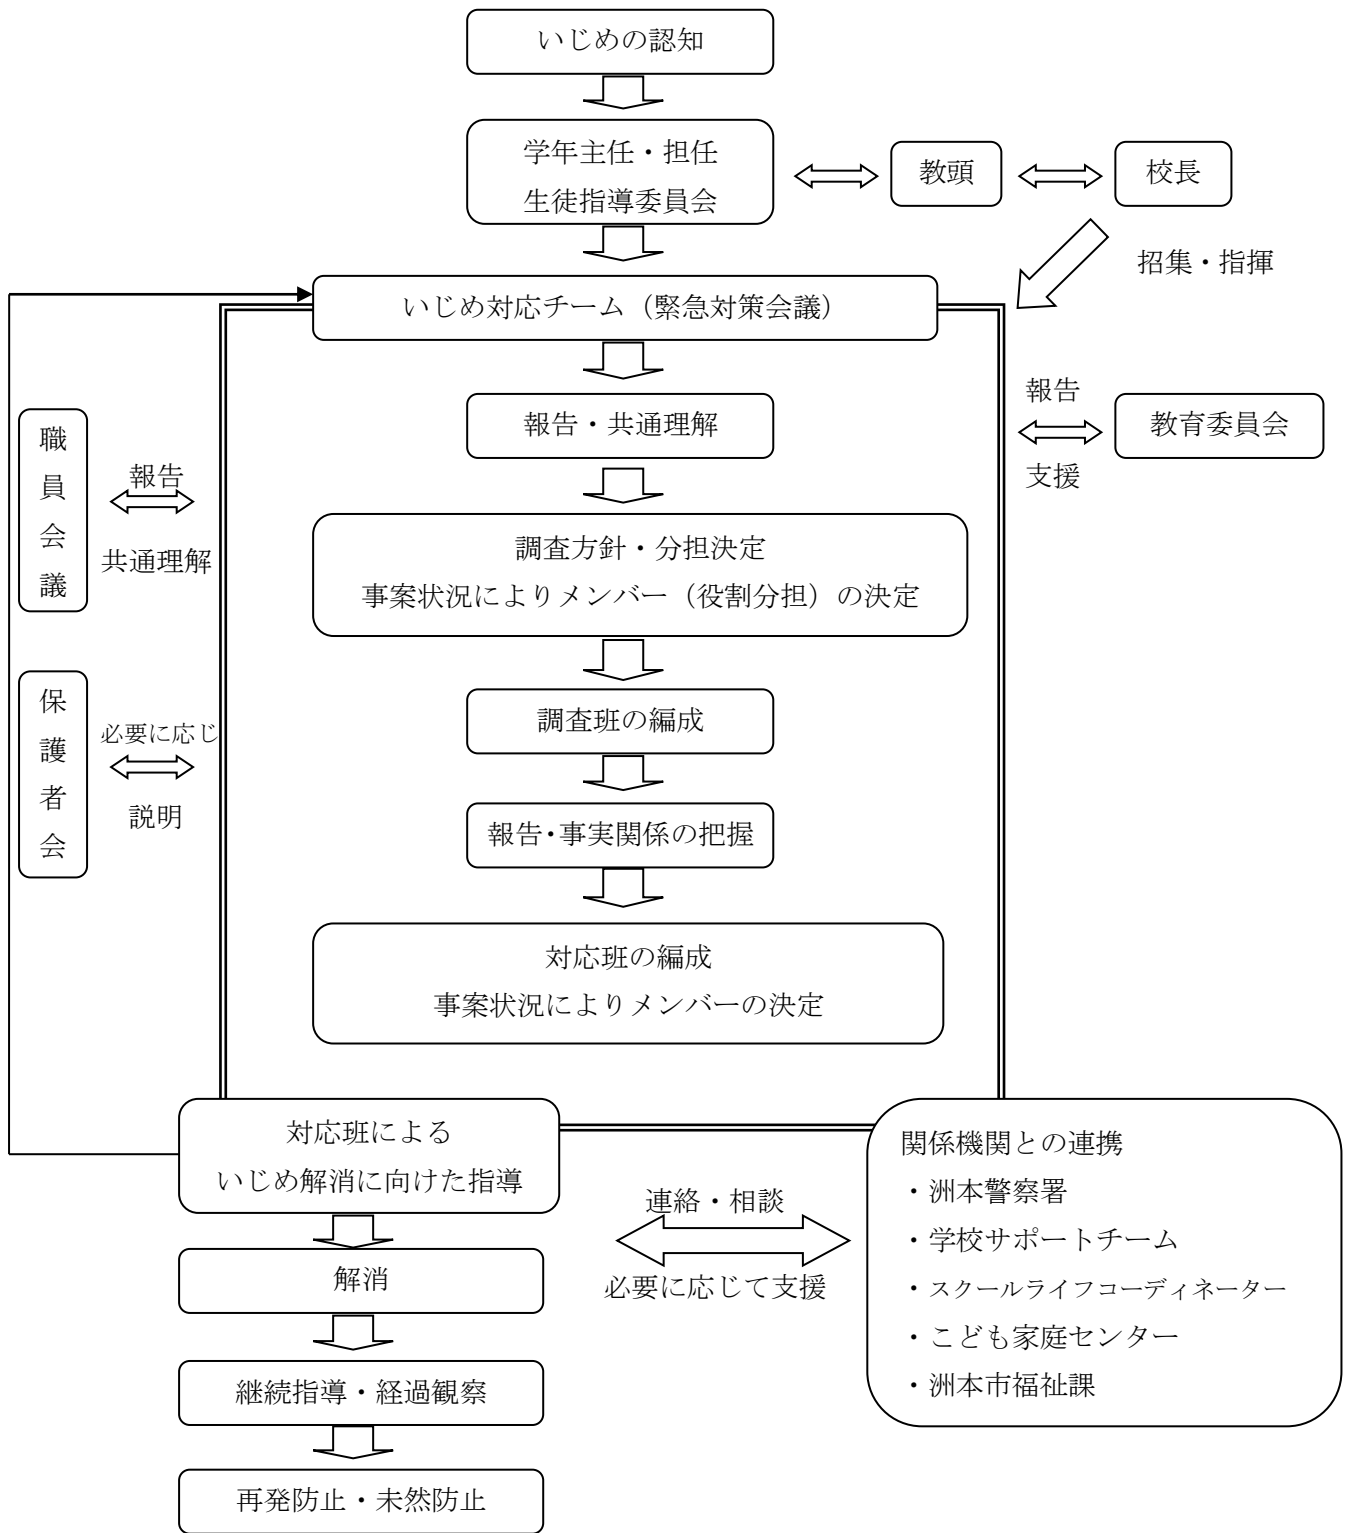 いじめの認知
学年主任・担任
生徒指導委員会
教頭
校長
招集・指揮
いじめ対応チーム（緊急対策会議）
報告・共通理解
報告
支援
教育委員会
職員会議
報告
共通理解
調査方針・分担決定
事案状況によりメンバー（役割分担）の決定
保護者会
必要に応じ
説明
調査班の編成
報告・事実関係の把握
対応班の編成
事案状況によりメンバーの決定
対応班による
いじめ解消に向けた指導
連絡・相談
必要に応じて支援
関係機関との連携
・洲本警察署
・学校サポートチーム
・スクールライフコーディネーター
・こども家庭センター
・洲本市福祉課
解消
継続指導・経過観察
再発防止・未然防止